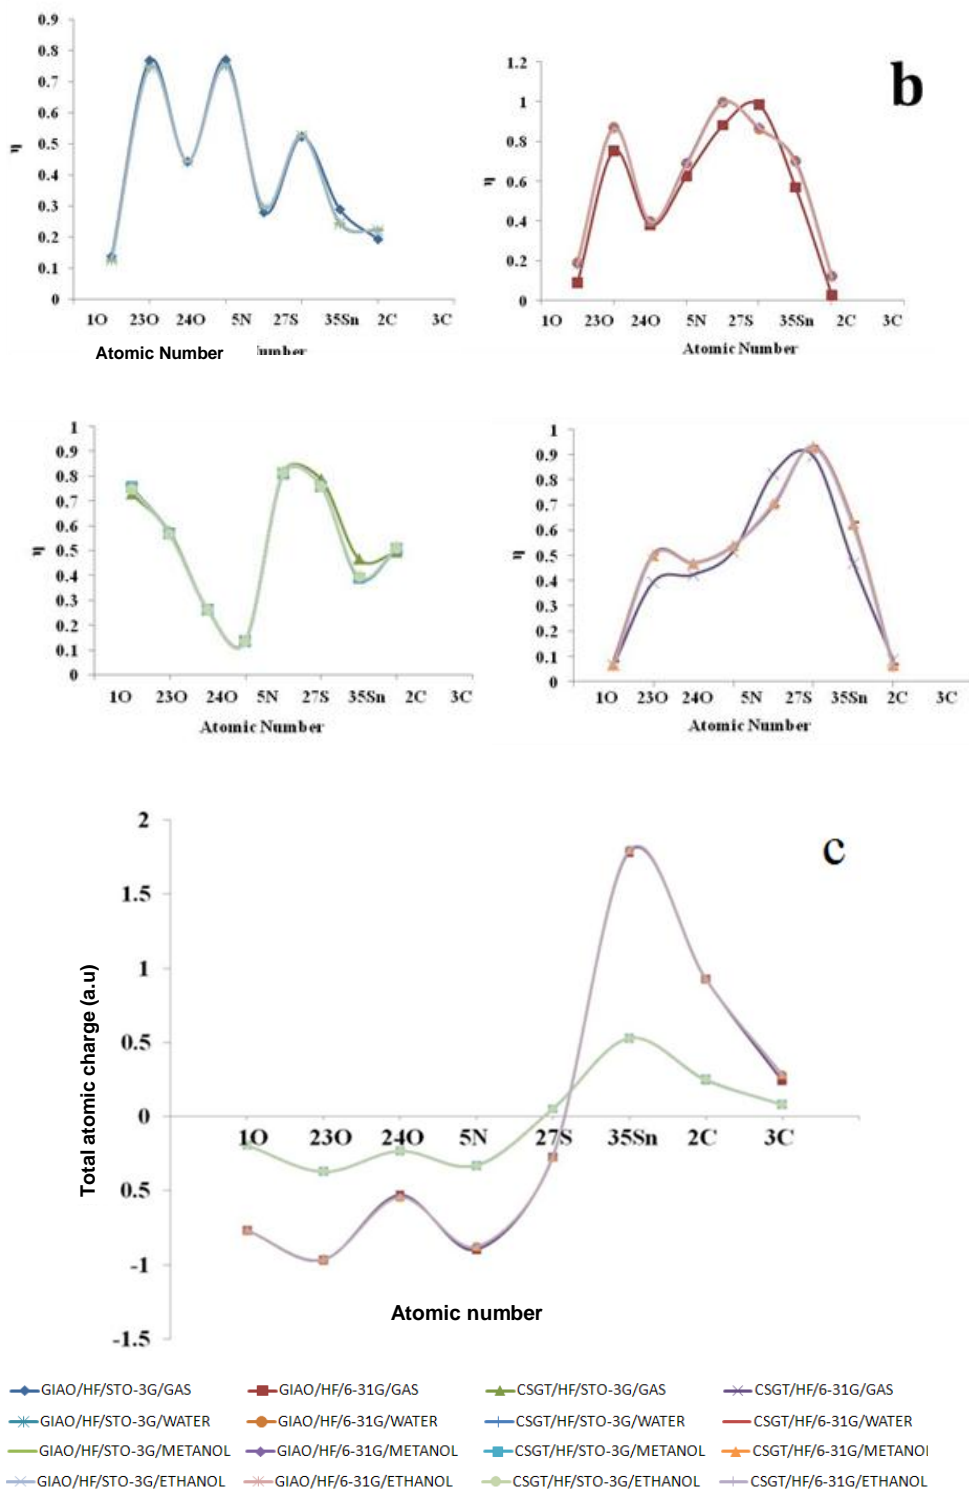 0.9
0.8
0.7
0.6
0.5
0.4
0.3
0.2
0.1
0
η
1O 23O 24O 5N 27S 35Sn 2C 3C
Atomic Number
b
1.2
1
0.8
0.6
0.4
0.2
0
η
1O 23O 24O 5N 27S 35Sn 2C 3C
Atomic Number
1
0.9
0.8
0.7
0.6
0.5
0.4
0.3
0.2
0.1
0
η
1O 23O 24O 5N 27S 35Sn 2C 3C
Atomic Number
1
0.9
0.8
0.7
0.6
0.5
0.4
0.3
0.2
0.1
0
η
1O 23O 24O 5N 27S 35Sn 2C 3C
Atomic Number
c
2
1.5
1
0.5
0
0.5
-1
-1.5
Total atomic charge (a.u)
1O 23O 24O 5N 27S 35Sn 2C 3C
Atomic number
GIAO/HF/STO-3G/GAS GIAO/HF/6-31G/GAS CSGT/HF/STO-3G/GAS CSGT/HF/6-31G/GAS
GIAO/HF/STO-3G/WATER GIAO/HF/6-31G/WATER CSGT/HF/STO-3G/WATER CSGT/HF/6-31G/WATER
GIAO/HF/STO-3G/METANOL GIAO/HF/6-31G/METANOL CSGT/HF/STO-3G/METANOL CSGT/HF/6-31G/METANOl
GIAO/HF/STO-3G/ETHANOL GIAO/HF/6-31G/ETHANOL CSGT/HF/STO-3G/ETHANOL CSGT/HF/6-31G/ETHANOL